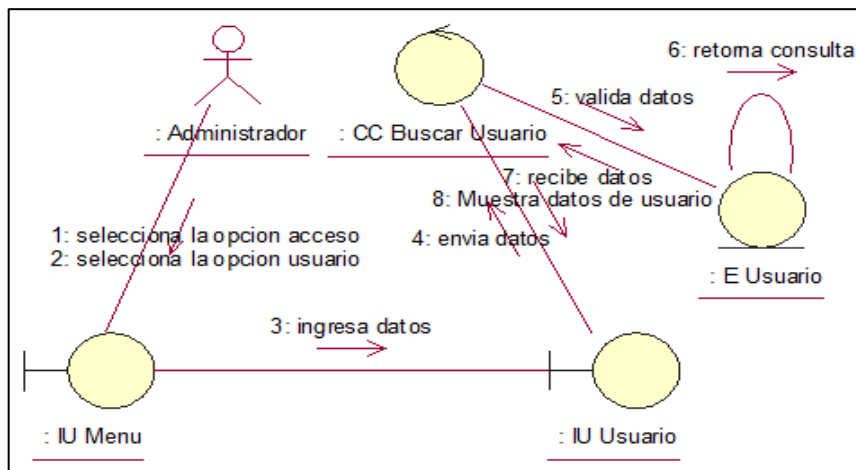 6: retorna consulta
5: valida datos
: Administrador
: CC Buscar Usuario
7: recibe datos
8: Muestra datos de usuario
1: selecciona la opcion acceso
4: envia datos
2: selecciona la opcion usuario
: E Usuario
3: ingresa datos
: IU Menu
: IU Usuario